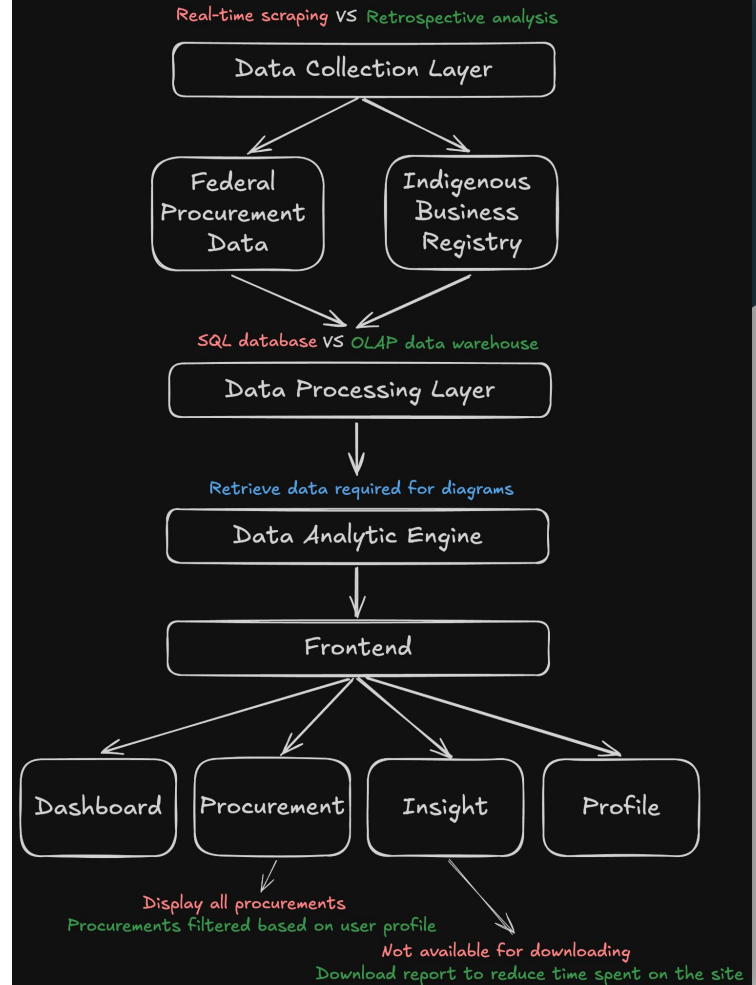 Real-time scraping VS Retrospective analysis
Data Collection Layer
Federal
Procurement
Data
Indigenous
Business
Registry
SQL database VS OLAP data warehouse
Data Processing Layer
Retrieve data required for diagrams
Data Analytic Engine
Frontend
Dashboard
Procurement
Insight
Profile
Display all procurements
Procurements filtered based on user profile
Not available for downloading
Download report to reduce time spent on the site